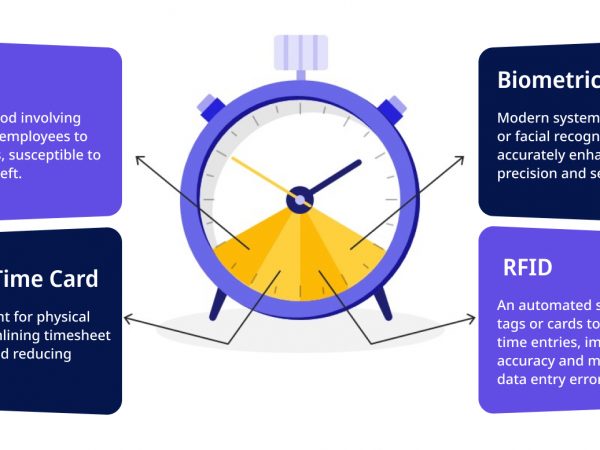 od involving
employees to
, susceptible to
eft.
Time Card
nt for physical
mlining timesheet
d reducing
Biometric
Modern system
or facial recogn
accurately enha
precision and se
RFID
An automated s
tags or cards to
time entries, im
accuracy and m
data entry error